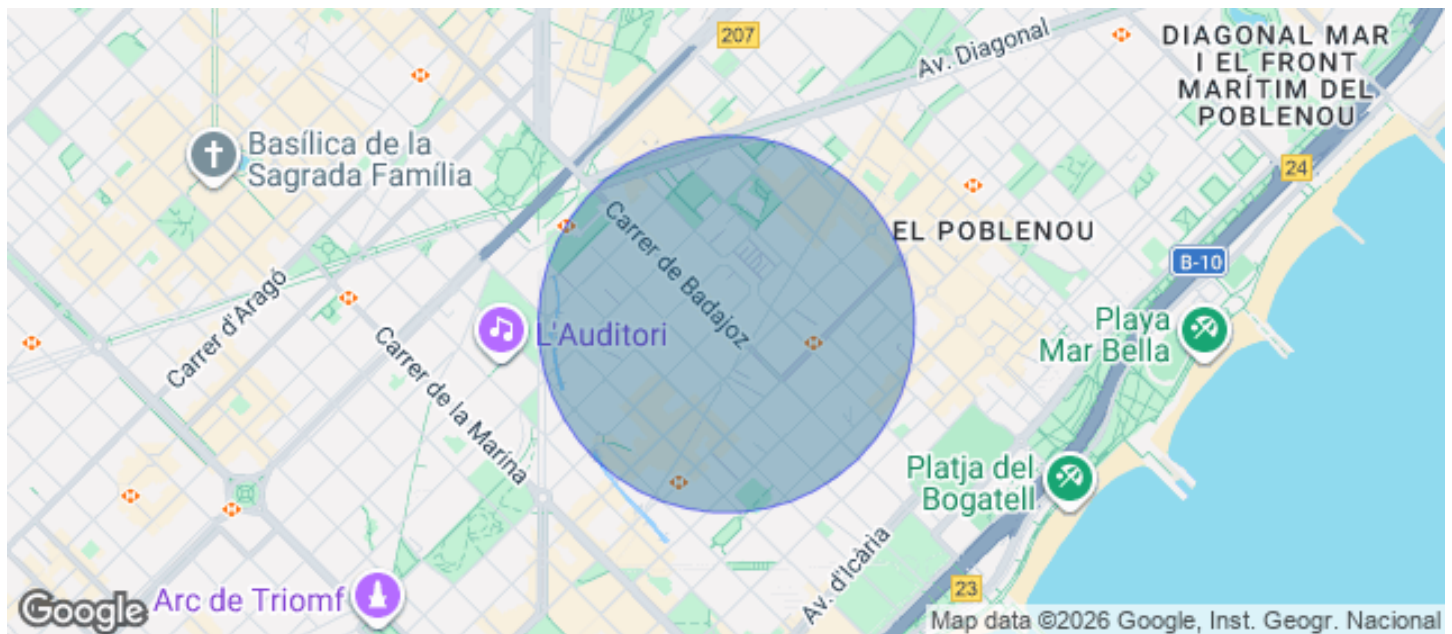 207
Av. Diagonal
DIAGONAL MAR
I EL FRONT
MARÍTIM DEL
POBLENOU
Basílica de la
Sagrada Família
24
Carrer de Badajoz
EL POBLENOU
B-10
Carrer d'Aragó
L'Auditori
Playa
Mar Bella
Carrer de la Marina
Platja del
Bogatell
Av. d'Icària
23
Arc de Triomf
Google
Map data ©2026 Google, Inst. Geogr. Nacional